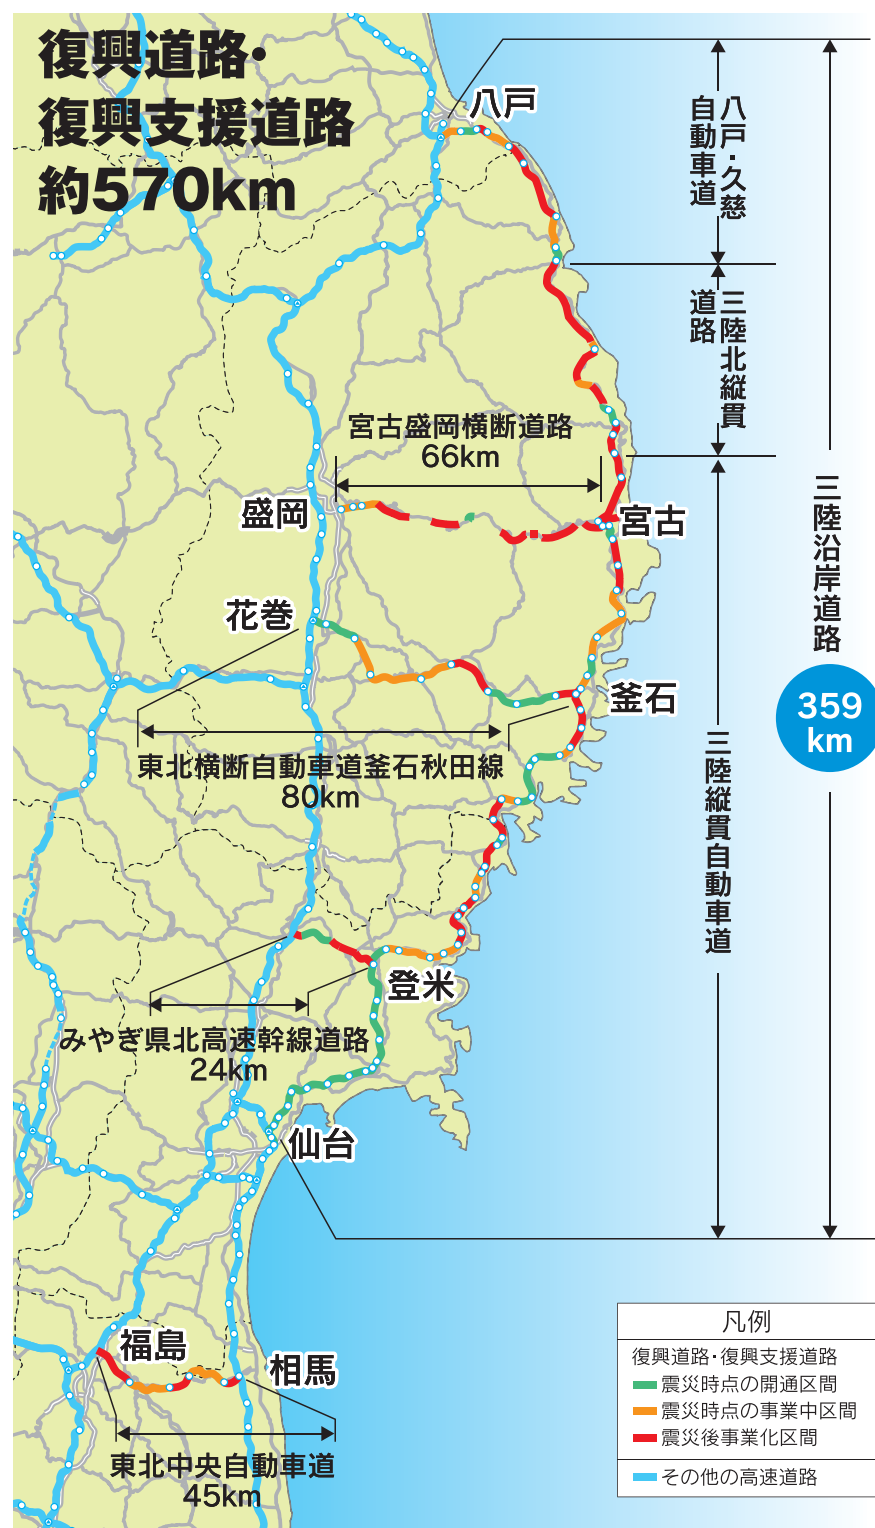 復興道路・
復興支援道路
約570km
八戸
八戸・久慈
自動車道
三陸北縦貫
道路
宮古盛岡横断道路
66km
盛岡
宮古
三陸沿岸道路
359
km
花巻
釜石
東北横断自動車道釜石秋田線
80km
三陸縦貫自動車道
登米
みやぎ県北高速幹線道路
24km
仙台
福島
相馬
東北中央自動車道
45km
凡例
復興道路・復興支援道路
震災時点の開通区間
震災時点の事業中区間
震災後事業化区間
その他の高速道路